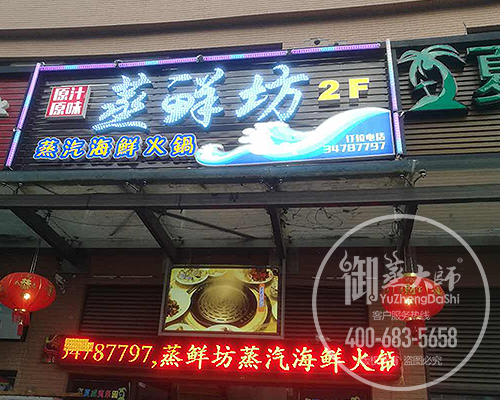 原汁
原味
蒸鲜坊 2F
蒸汽海鲜火锅
订餐电话
34787797
34787797,蒸鲜坊蒸汽海鲜火锅
御蒸大師
YuZhengDaShi
客户服务热线
400-683-5658